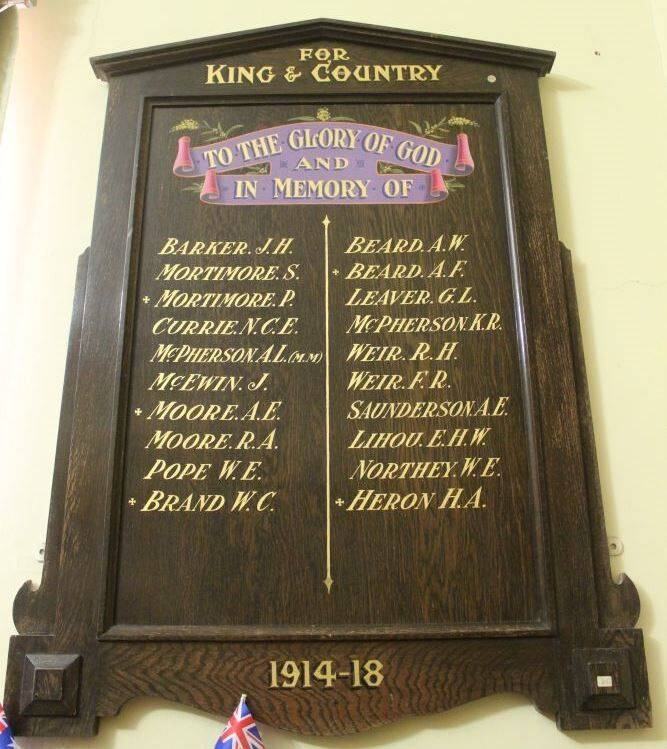 FOR
KING & COUNTRY
TO·THE·GLORY·OF·GOD
AND
IN·MEMORY·OF
BARKER. J.H.
MORTIMORE. S.
+ MORTIMORE. P.
CURRIE. N.C.E.
McPHERSON. A.L. (M.M)
McEWIN. J.
+ MOORE. A.E.
MOORE. R.A.
POPE W.E.
+ BRAND W.C.
BEARD. A.W.
+ BEARD. A.F.
LEAVER. G.L.
McPHERSON. K.R.
WEIR. R.H.
WEIR. F.R.
SAUNDERSON. A.E.
LIHOU. E.H.W.
NORTHEY. W.E.
+ HERON H.A.
1914-18